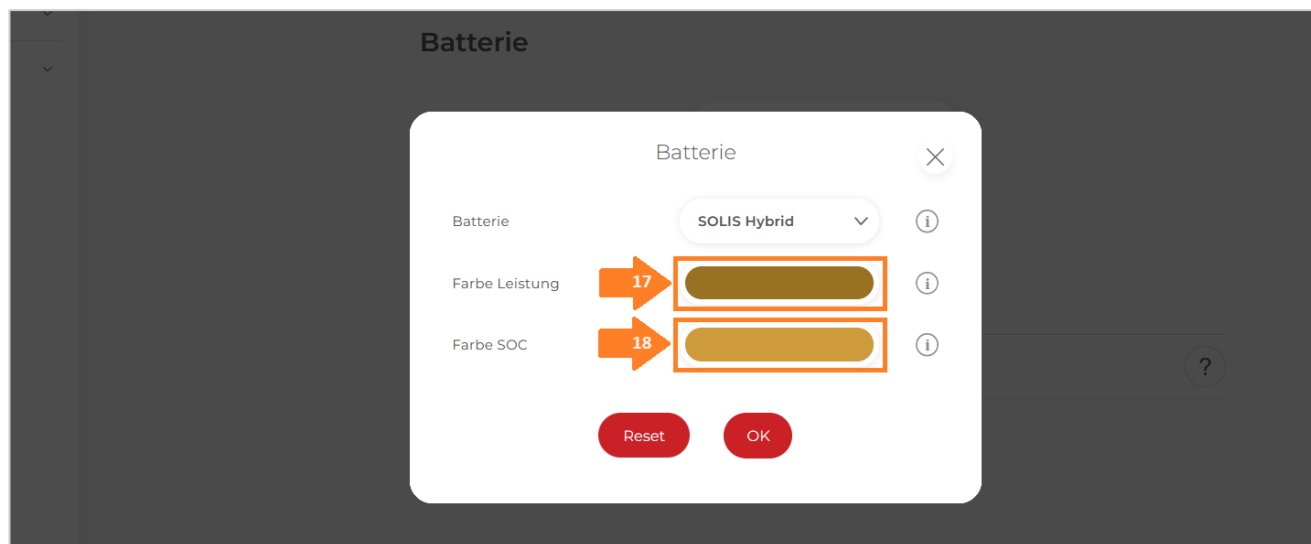 Batterie
Batterie
Batterie
SOLIS Hybrid
i
Farbe Leistung
17
i
Farbe SOC
18
i
?
Reset
OK